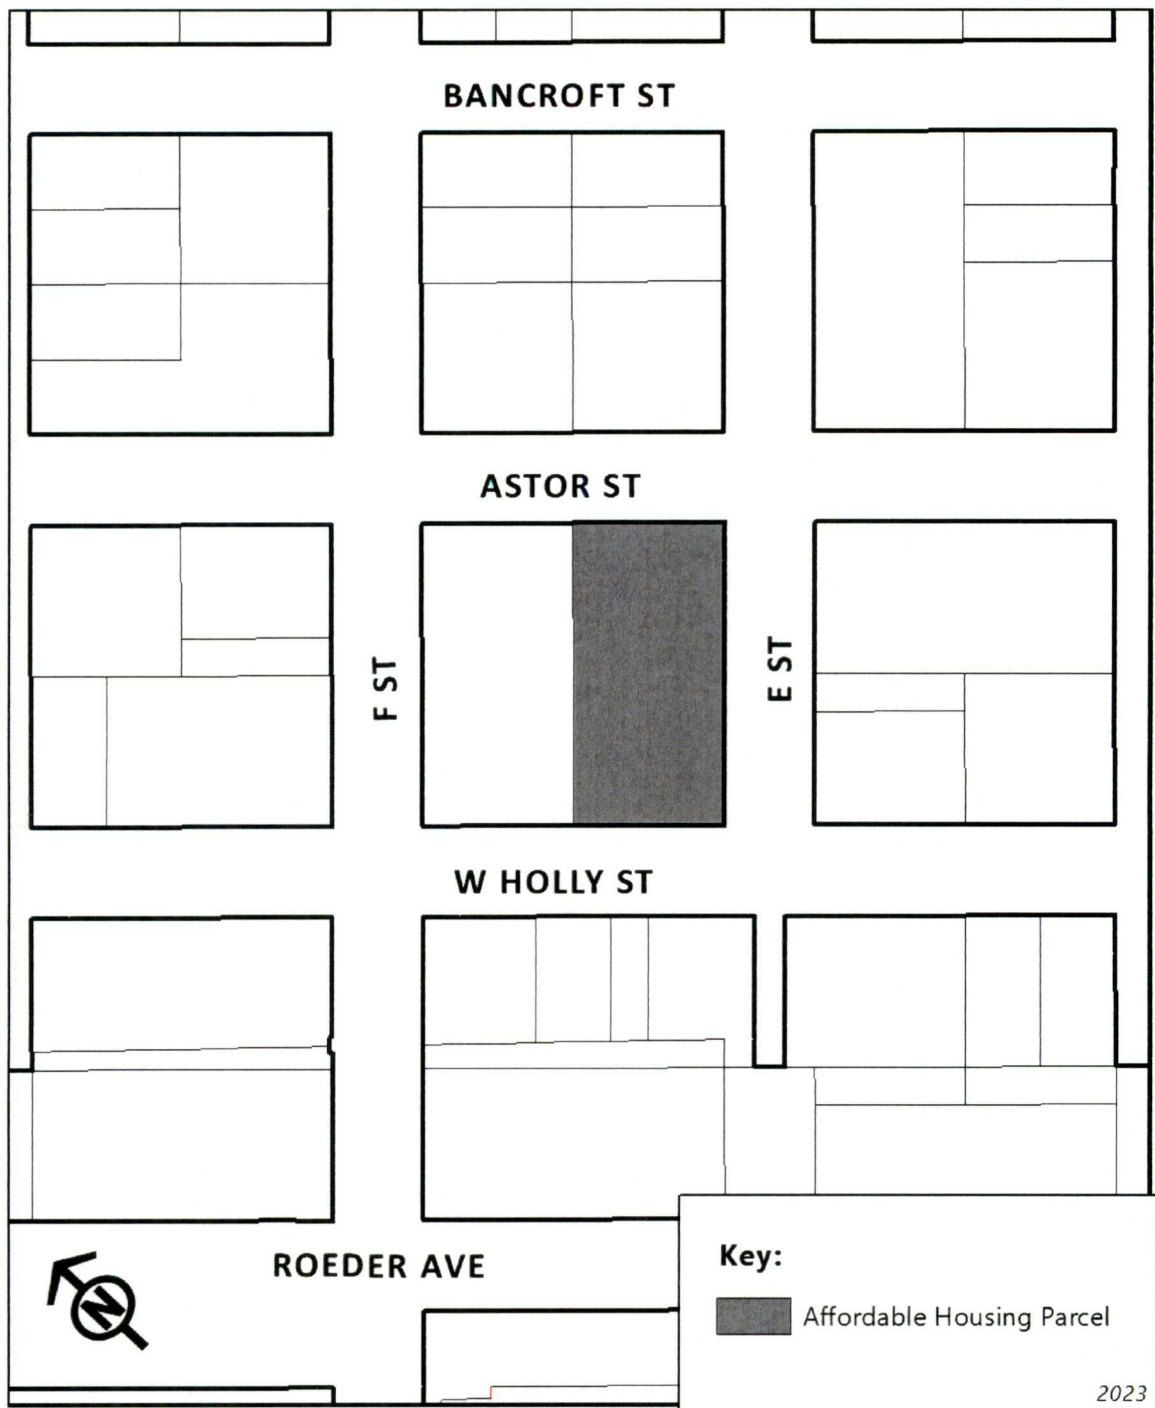 BANCROFT ST
ASTOR ST
F ST
E ST
W HOLLY ST
ROEDER AVE
N
Key:
Affordable Housing Parcel
2023